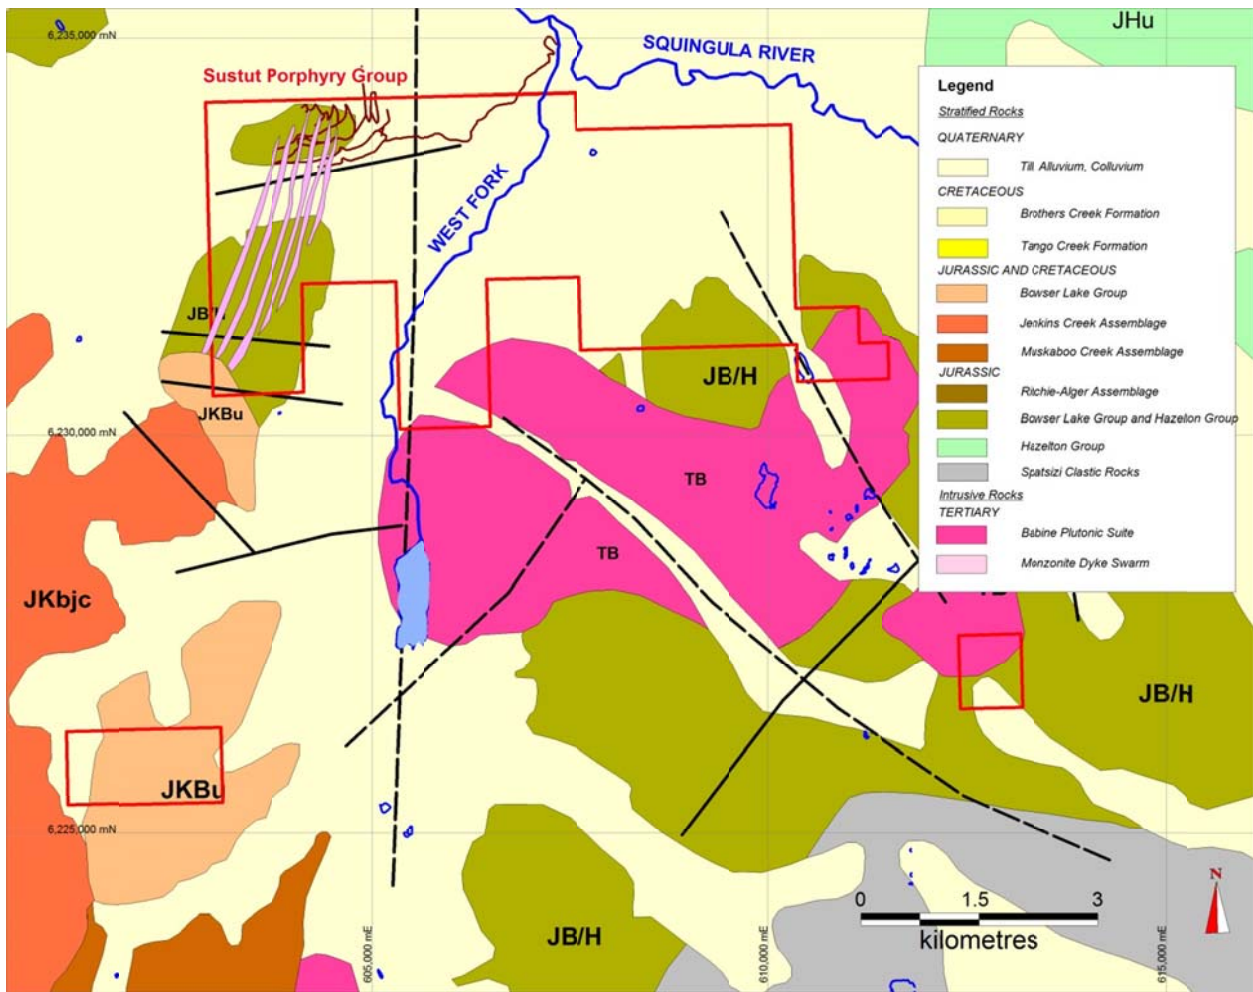 JHu
6,235,000 mN
SQUINGULA RIVER
Sustut Porphyry Group
WEST FORK
Legend
Stratified Rocks
QUATERNARY
Till Alluvium, Colluvium
CRETACEOUS
Brothers Creek Formation
Tango Creek Formation
JURASSIC AND CRETACEOUS
Bowser Lake Group
Jenkins Creek Assemblage
Muskaboo Creek Assemblage
JURASSIC
Ritchie-Alger Assemblage
Bowser Lake Group and Hazelton Group
Hazelton Group
Spatsizi Clastic Rocks
Intrusive Rocks
TERTIARY
Babine Plutonic Suite
Monzonite Dyke Swarm
JB/H
JB/H
JKBu
6,230,000 mN
TB
TB
TB
JKbjc
JB/H
JKBu
6,225,000 mN
JB/H
605,000 mE
610,000 mE
615,000 mE
0 1.5 3
kilometres
N